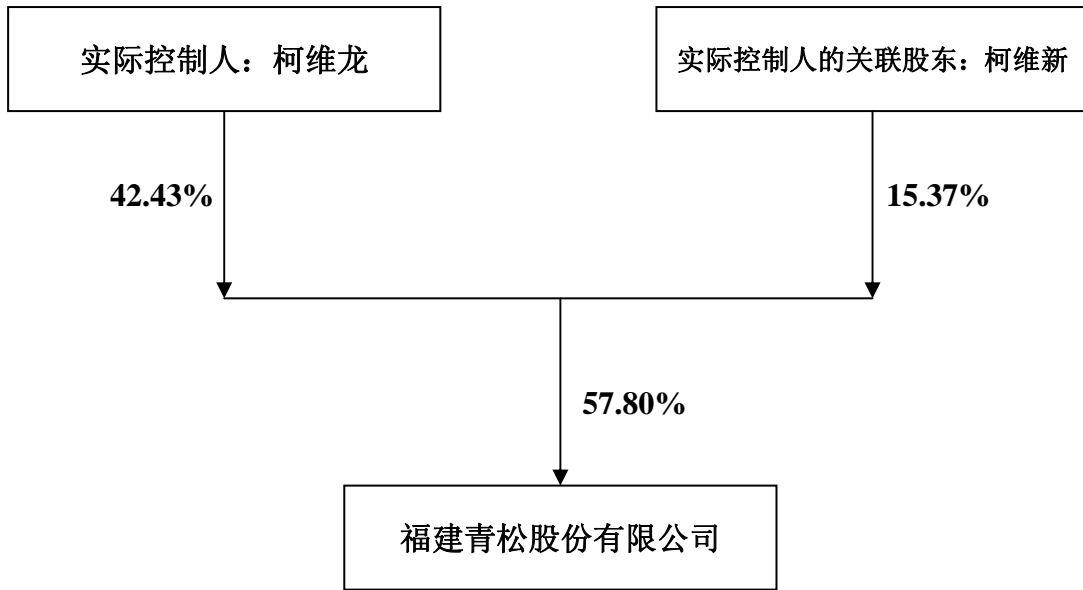 实际控制人：柯维龙
实际控制人的关联股东：柯维新
42.43%
15.37%
57.80%
福建青松股份有限公司